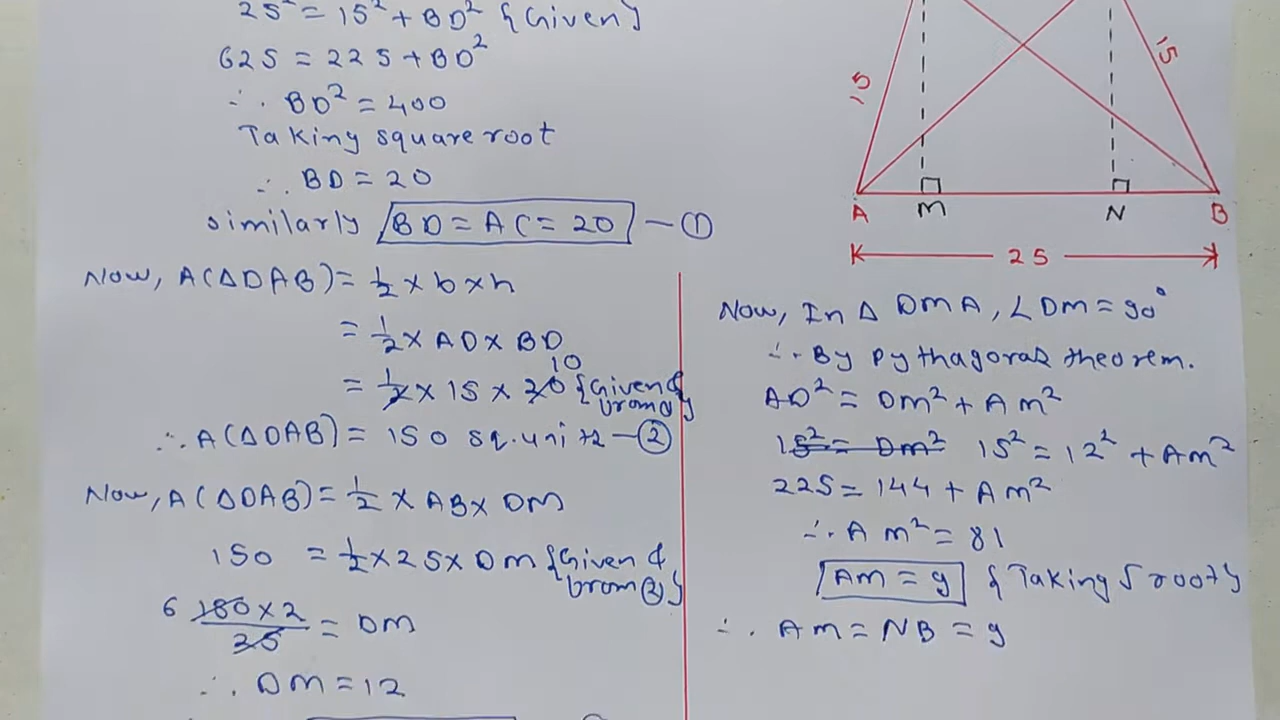 25² = 15² + BD² {Given}
625 = 225 + BD²
∴ BD² = 400
Taking square root
∴ BD = 20
similarly BD = AC = 20 — ①
Now, A(ΔDAB) = ½ × b × h
= ½ × AD × BD
10
= ½ × 15 × 20 {Given & from ①}
∴ A(ΔDAB) = 150 sq. units — ②
Now, A(ΔDAB) = ½ × AB × DM
150 = ½ × 25 × DM {Given & from ②}
6 150 × 2 / 25 = DM
∴ DM = 12
15
15
A M N B
25
Now, In Δ DMA, ∠DM = 90°
∴ By Pythagoras theorem.
AD² = DM² + AM²
15² = DM² 15² = 12² + AM²
225 = 144 + AM²
∴ AM² = 81
AM = 9 {Taking √ root}
∴ AM = NB = 9